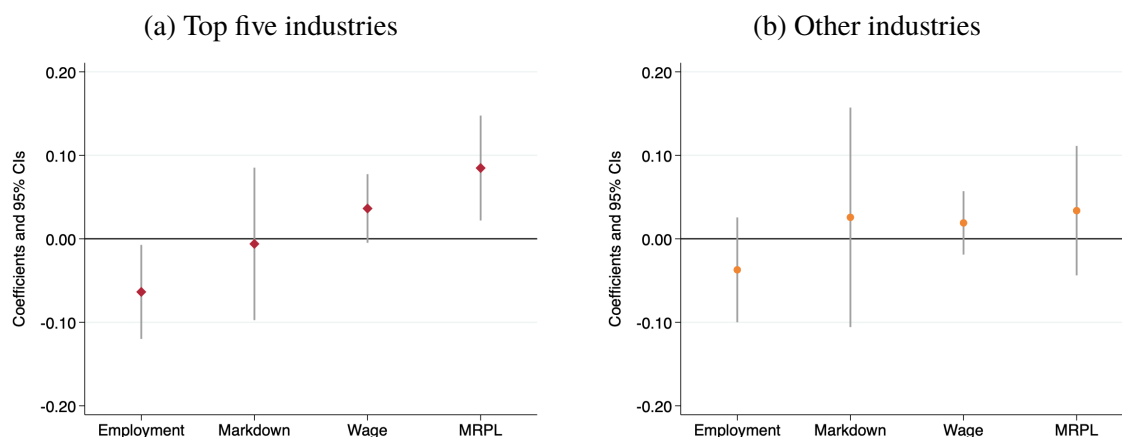 (a) Top five industries
Coefficients and 95% CIs
0.20
0.10
0.00
-0.10
-0.20
Employment Markdown Wage MRPL
(b) Other industries
Coefficients and 95% CIs
0.20
0.10
0.00
-0.10
-0.20
Employment Markdown Wage MRPL